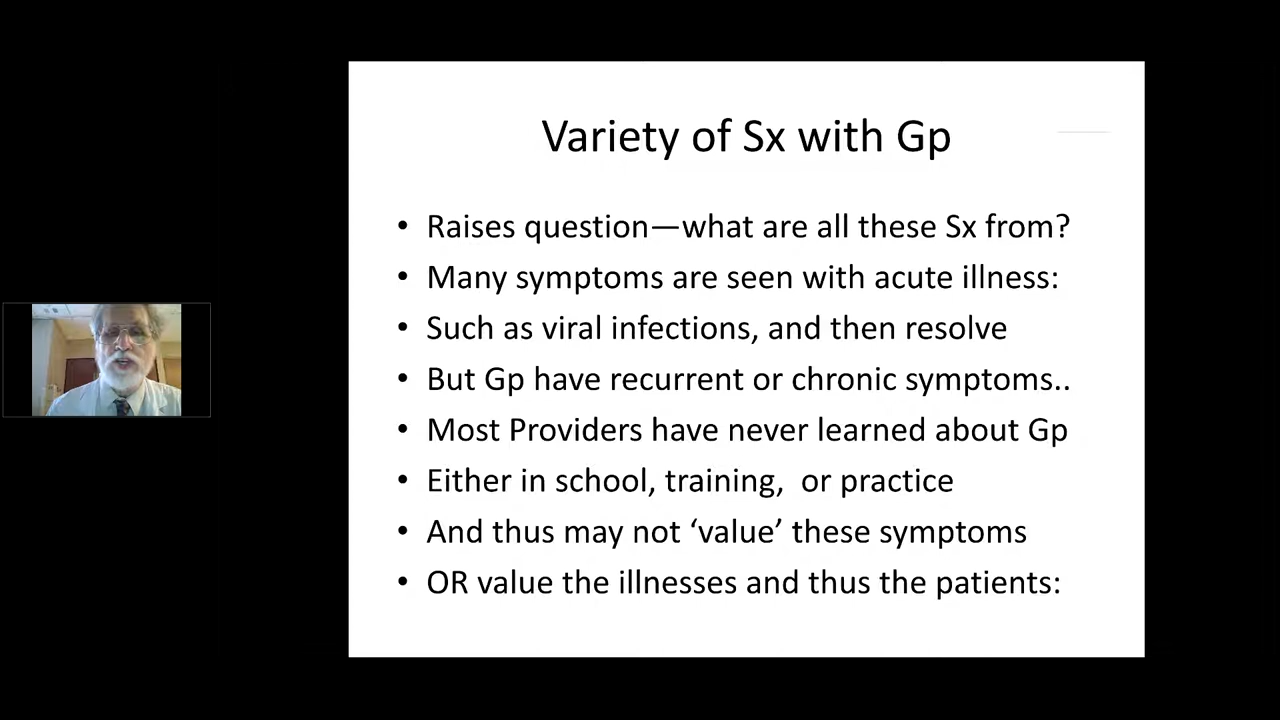 Variety of Sx with Gp
• Raises question—what are all these Sx from?
• Many symptoms are seen with acute illness:
• Such as viral infections, and then resolve
• But Gp have recurrent or chronic symptoms..
• Most Providers have never learned about Gp
• Either in school, training,  or practice
• And thus may not ‘value’ these symptoms
• OR value the illnesses and thus the patients: